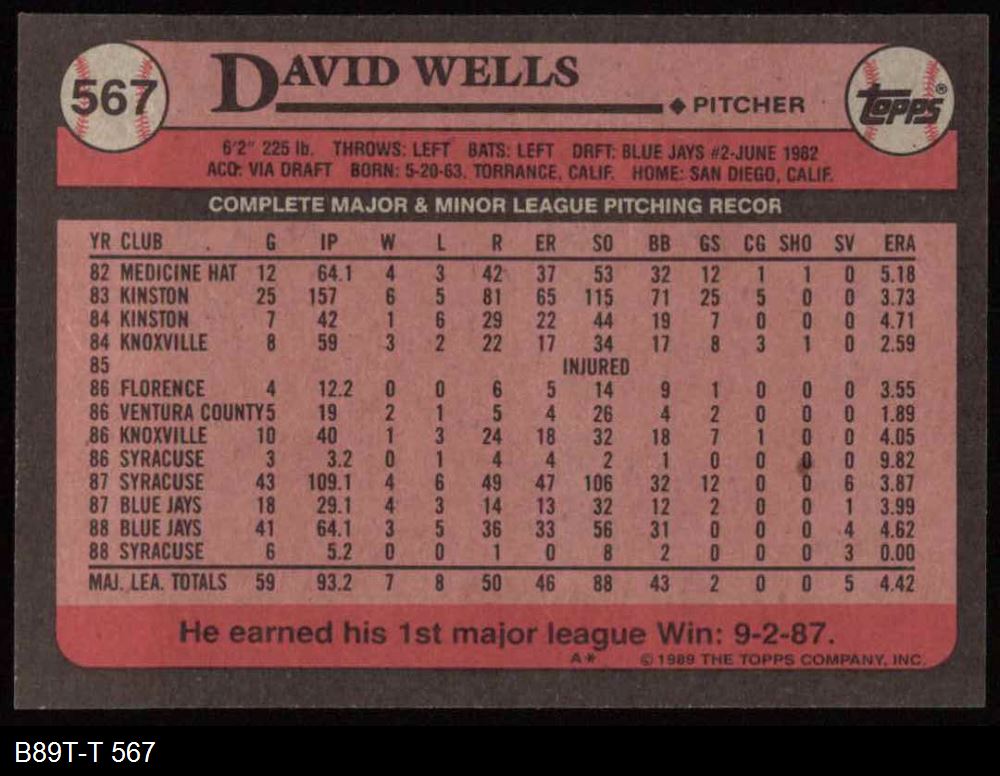 567
DAVID WELLS
◆ PITCHER
topps®
6'2" 225 lb. THROWS: LEFT BATS: LEFT DRFT: BLUE JAYS #2-JUNE 1982
ACQ: VIA DRAFT BORN: 5-20-63, TORRANCE, CALIF. HOME: SAN DIEGO, CALIF.
COMPLETE MAJOR & MINOR LEAGUE PITCHING RECOR
YR CLUB G IP W L R ER SO BB GS CG SHO SV ERA
82 MEDICINE HAT 12 64.1 4 3 42 37 53 32 12 1 1 0 5.18
83 KINSTON 25 157 6 5 81 65 115 71 25 5 0 0 3.73
84 KINSTON 7 42 1 6 29 22 44 19 7 0 0 0 4.71
84 KNOXVILLE 8 59 3 2 22 17 34 17 8 3 1 0 2.59
85 INJURED
86 FLORENCE 4 12.2 0 0 6 5 14 9 1 0 0 0 3.55
86 VENTURA COUNTY 5 19 2 1 5 4 26 4 2 0 0 0 1.89
86 KNOXVILLE 10 40 1 3 24 18 32 18 7 1 0 0 4.05
86 SYRACUSE 3 3.2 0 1 4 4 2 1 0 0 0 0 9.82
87 SYRACUSE 43 109.1 4 6 49 47 106 32 12 0 0 6 3.87
87 BLUE JAYS 18 29.1 4 3 14 13 32 12 2 0 0 1 3.99
88 BLUE JAYS 41 64.1 3 5 36 33 56 31 0 0 0 4 4.62
88 SYRACUSE 6 5.2 0 0 1 0 8 2 0 0 0 3 0.00
MAJ. LEA. TOTALS 59 93.2 7 8 50 46 88 43 2 0 0 5 4.42
He earned his 1st major league Win: 9-2-87.
A* © 1989 THE TOPPS COMPANY, INC.
B89T-T 567